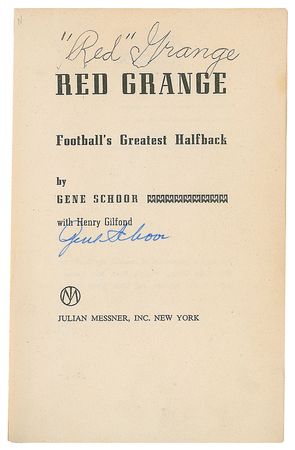 "Red" Grange
RED GRANGE
Football's Greatest Halfback
by
GENE SCHOOR
with Henry Gilfond
Gene Schoor
JULIAN MESSNER, INC. NEW YORK